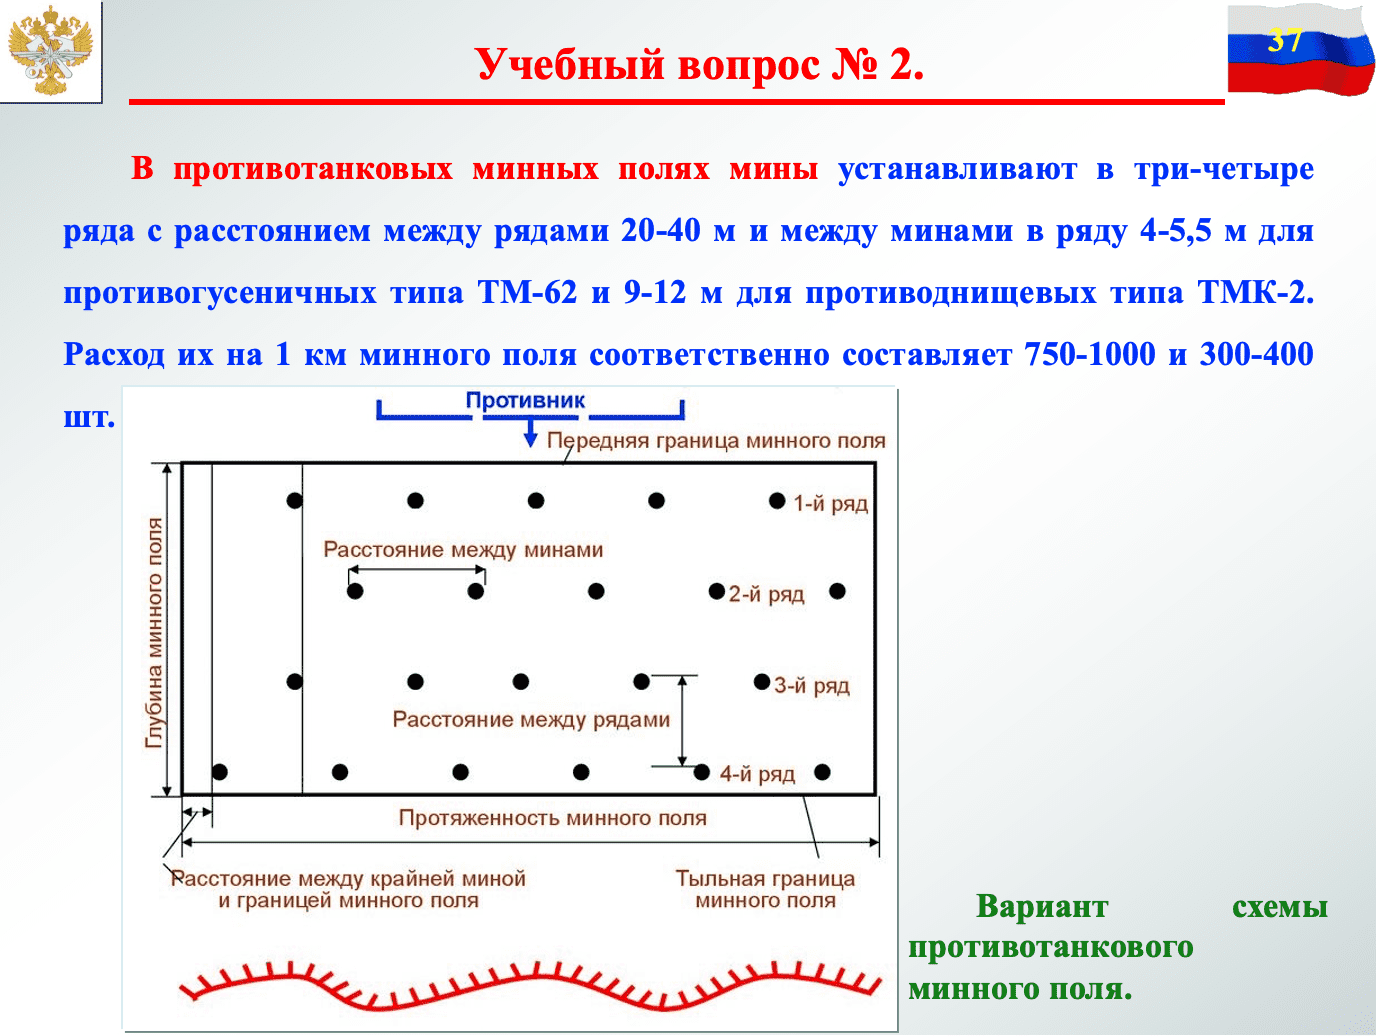 37
Учебный вопрос № 2.
В противотанковых минных полях мины устанавливают в три-четыре
ряда с расстоянием между рядами 20-40 м и между минами в ряду 4-5,5 м для
противогусеничных типа ТМ-62 и 9-12 м для противоднищевых типа ТМК-2.
Расход их на 1 км минного поля соответственно составляет 750-1000 и 300-400
шт.
Противник
Передняя граница минного поля
1-й ряд
Расстояние между минами
2-й ряд
Глубина минного поля
3-й ряд
Расстояние между рядами
4-й ряд
Протяженность минного поля
Расстояние между крайней миной
и границей минного поля
Тыльная граница
минного поля
Вариант схемы
противотанкового
минного поля.